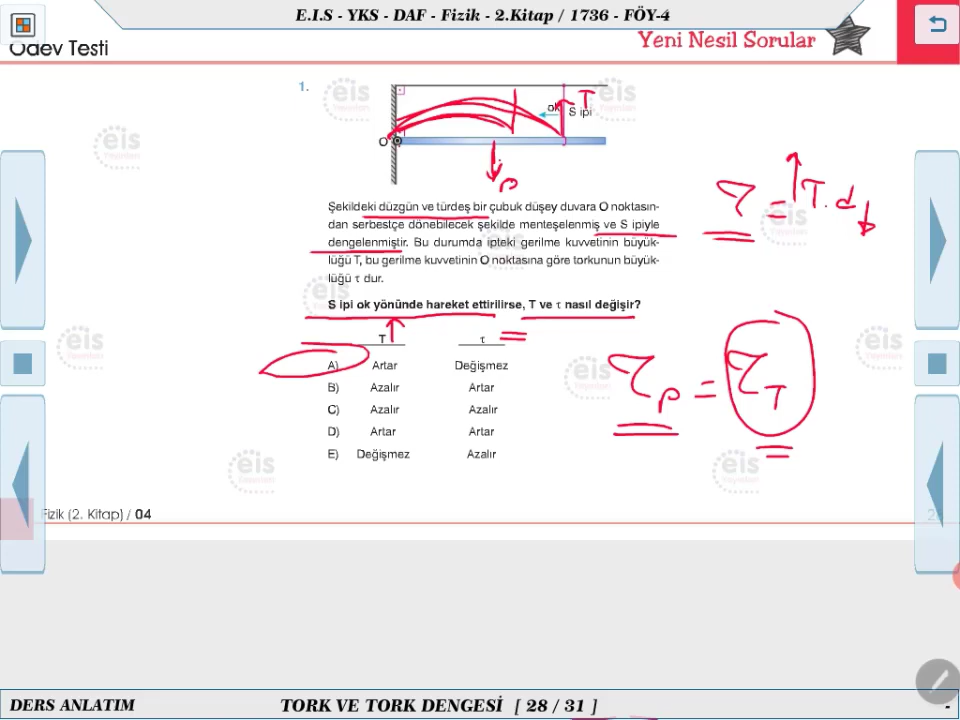 E.I.S - YKS - DAF - Fizik - 2.Kitap / 1736 - FÖY-4
Ödev Testi
Yeni Nesil Sorular
1.
eis
Yayınları
ok
T
S ipi
O
P
τ = T.d
Şekildeki düzgün ve türdeş bir çubuk düşey duvara O noktasın-
dan serbestçe dönebilecek şekilde menteşelenmiş ve S ipiyle
dengelenmiştir. Bu durumda ipteki gerilme kuvvetinin büyük-
lüğü T, bu gerilme kuvvetinin O noktasına göre torkunun büyük-
lüğü τ dur.
S ipi ok yönünde hareket ettirilirse, T ve τ nasıl değişir?
T τ
A) Artar Değişmez
B) Azalır Artar
C) Azalır Azalır
D) Artar Artar
E) Değişmez Azalır
τP = τT
Fizik (2. Kitap) / 04
DERS ANLATIM
TORK VE TORK DENGESİ [ 28 / 31 ]
-